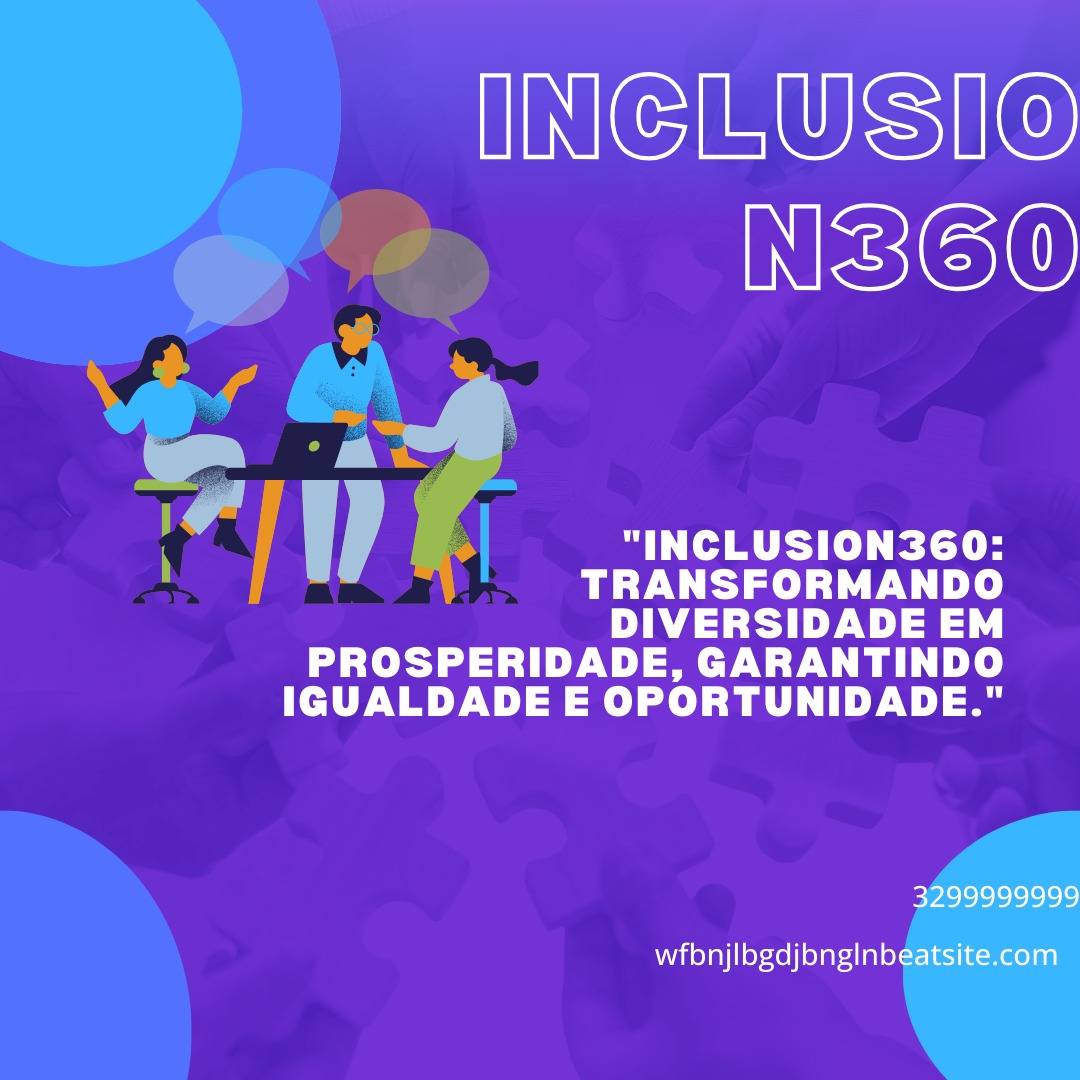 INCLUSIO
N360
"INCLUSION360:
TRANSFORMANDO
DIVERSIDADE EM
PROSPERIDADE, GARANTINDO
IGUALDADE E OPORTUNIDADE."
3299999999
wfbnjlbgdjbnglnbeatsite.com